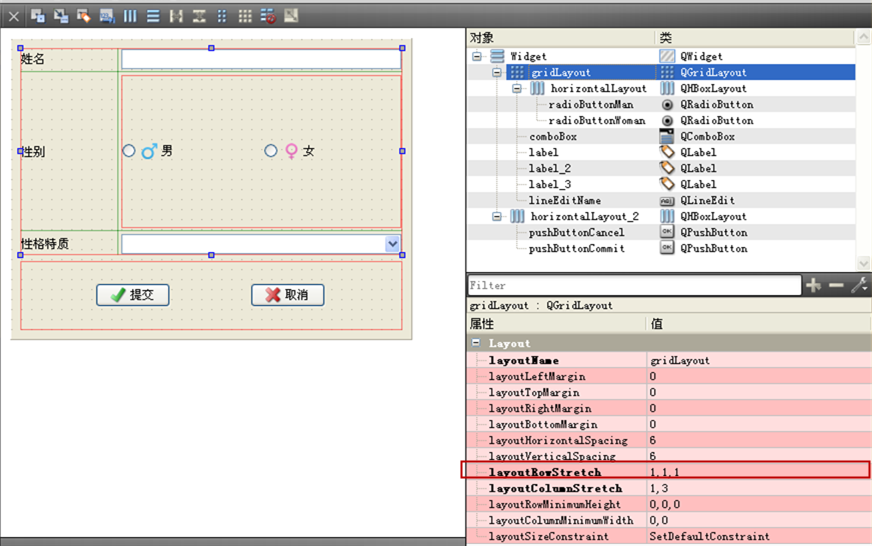 姓名
性别
男
女
性格特质
提交
取消
对象 类
Widget QWidget
gridLayout QGridLayout
horizontalLayout QHBoxLayout
radioButtonMan QRadioButton
radioButtonWoman QRadioButton
comboBox QComboBox
label QLabel
label_2 QLabel
label_3 QLabel
lineEditName QLineEdit
horizontalLayout_2 QHBoxLayout
pushButtonCancel QPushButton
pushButtonCommit QPushButton
Filter
gridLayout : QGridLayout
属性 值
Layout
layoutName gridLayout
layoutLeftMargin 0
layoutTopMargin 0
layoutRightMargin 0
layoutBottomMargin 0
layoutHorizontalSpacing 6
layoutVerticalSpacing 6
layoutRowStretch 1,1,1
layoutColumnStretch 1,3
layoutRowMinimumHeight 0,0,0
layoutColumnMinimumWidth 0,0
layoutSizeConstraint SetDefaultConstraint